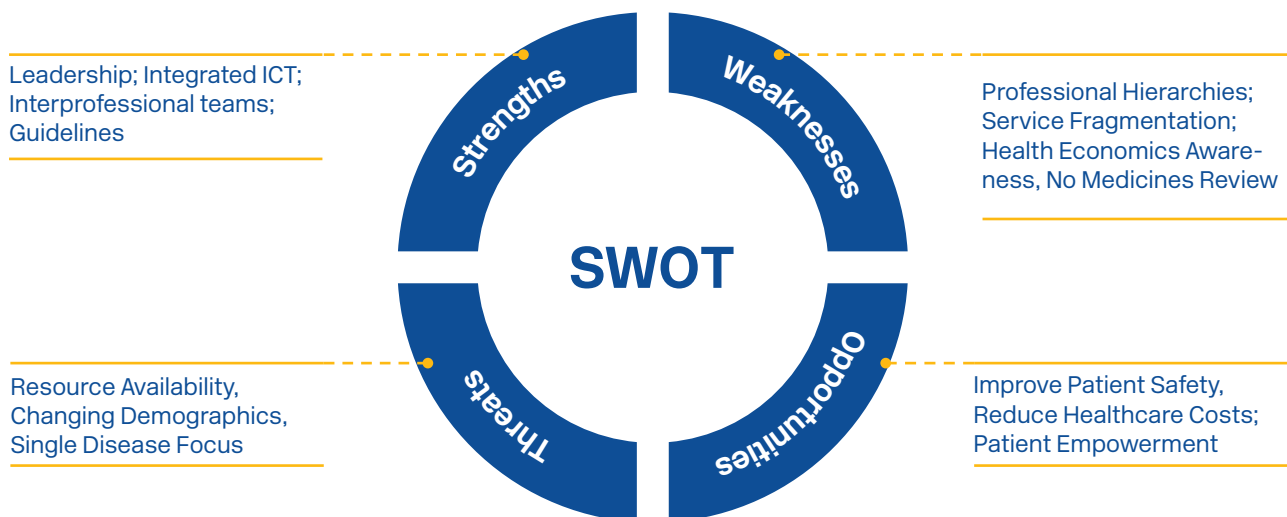 Strengths
Leadership; Integrated ICT;
Interprofessional teams;
Guidelines
Weaknesses
Professional Hierarchies;
Service Fragmentation;
Health Economics Aware-
ness, No Medicines Review
SWOT
Threats
Resource Availability,
Changing Demographics,
Single Disease Focus
Opportunities
Improve Patient Safety,
Reduce Healthcare Costs;
Patient Empowerment